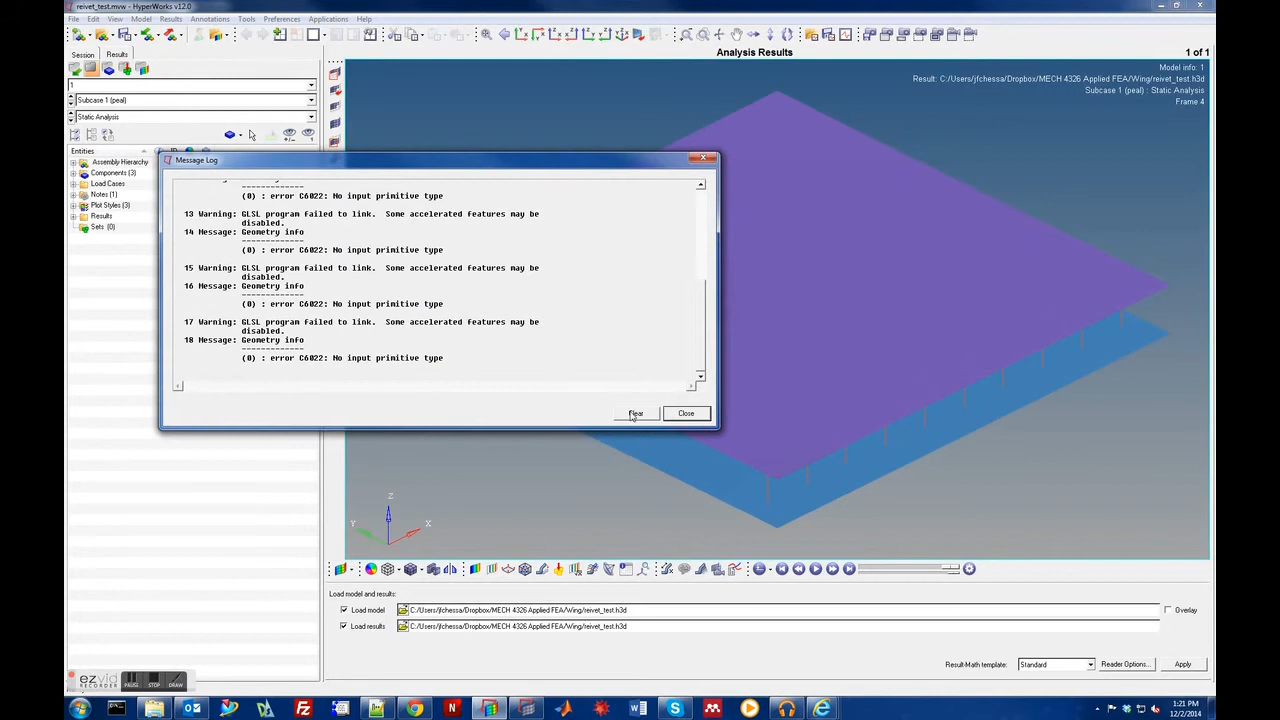 reivet_test.mvw - HyperWorks v12.0
File Edit View Model Results Annotations Tools Preferences Applications Help
Session Results
1
Subcase 1 (peal)
Static Analysis
Entities
Assembly Hierarchy
Components (3)
Load Cases
Notes (1)
Plot Styles (3)
Results
Sets (0)
Analysis Results
1 of 1
Model info: 1
Result: C:/Users/jfchessa/Dropbox/MECH 4326 Applied FEA/Wing/reivet_test.h3d
Subcase 1 (peal) : Static Analysis
Frame 4
Message Log
-------------
(0) : error C6022: No input primitive type
13 Warning: GLSL program failed to link. Some accelerated features may be
disabled.
14 Message: Geometry info
-------------
(0) : error C6022: No input primitive type
15 Warning: GLSL program failed to link. Some accelerated features may be
disabled.
16 Message: Geometry info
-------------
(0) : error C6022: No input primitive type
17 Warning: GLSL program failed to link. Some accelerated features may be
disabled.
18 Message: Geometry info
-------------
(0) : error C6022: No input primitive type
Clear Close
Z
Y X
Load model and results:
Load model C:/Users/jfchessa/Dropbox/MECH 4326 Applied FEA/Wing/reivet_test.h3d Overlay
Load results C:/Users/jfchessa/Dropbox/MECH 4326 Applied FEA/Wing/reivet_test.h3d
Result-Math template: Standard Reader Options... Apply
ezvid
RECORDER
PAUSE STOP DRAW
1:21 PM
12/2/2014